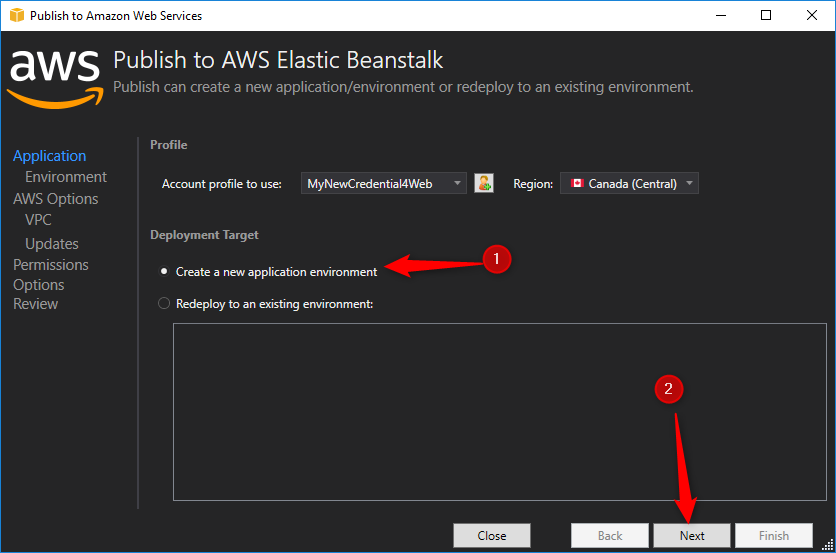 Publish to Amazon Web Services
aws
Publish to AWS Elastic Beanstalk
Publish can create a new application/environment or redeploy to an existing environment.
Application
Environment
AWS Options
VPC
Updates
Permissions
Options
Review
Profile
Account profile to use: MyNewCredential4Web Region: Canada (Central)
Deployment Target
Create a new application environment 1
Redeploy to an existing environment:
2
Close Back Next Finish